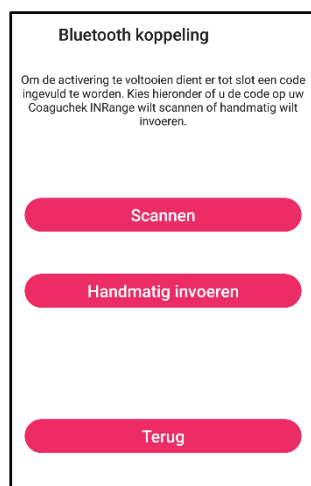 Bluetooth koppeling
Om de activering te voltooien dient er tot slot een code
ingevuld te worden. Kies hieronder of u de code op uw
Coaguchek INRange wilt scannen of handmatig wilt
invoeren.
Scannen
Handmatig invoeren
Terug